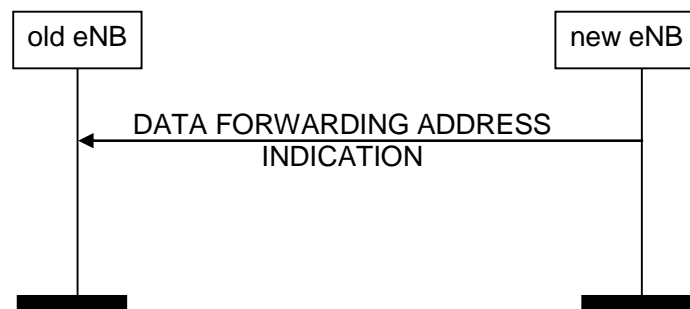 old eNB
new eNB
DATA FORWARDING ADDRESS
INDICATION